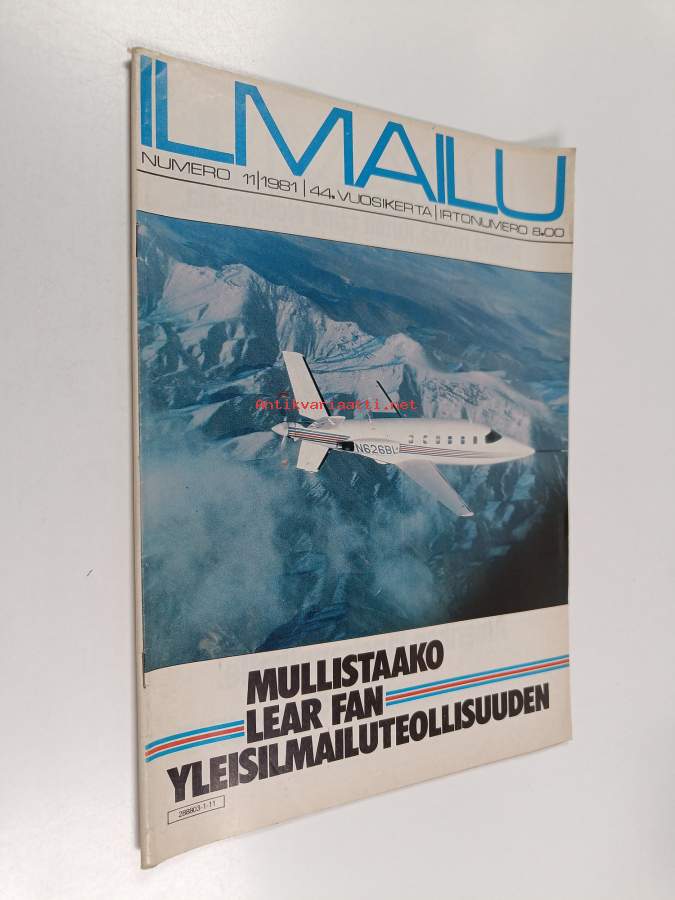 ILMAILU
NUMERO 11|1981 | 44. VUOSIKERTA | IRTONUMERO 8.00
Antikvariaatti.net
N626BL
MULLISTAAKO
LEAR FAN
YLEISILMAILUTEOLLISUUDEN
288803-1-11